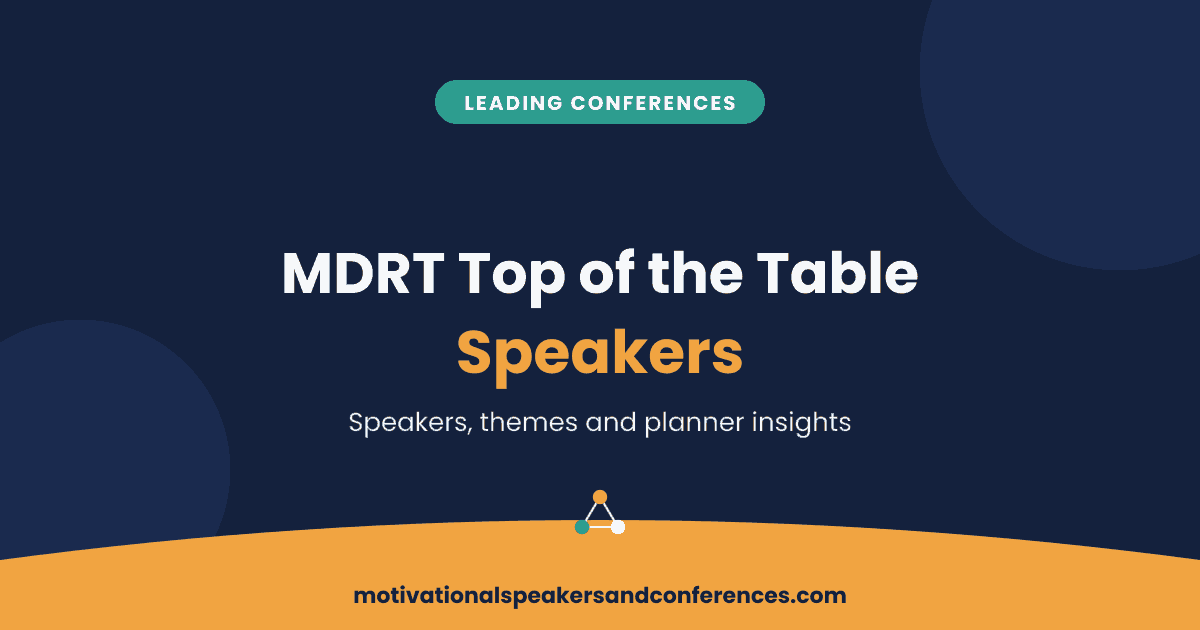 LEADING CONFERENCES
MDRT Top of the Table
Speakers
Speakers, themes and planner insights
motivationalspeakersandconferences.com